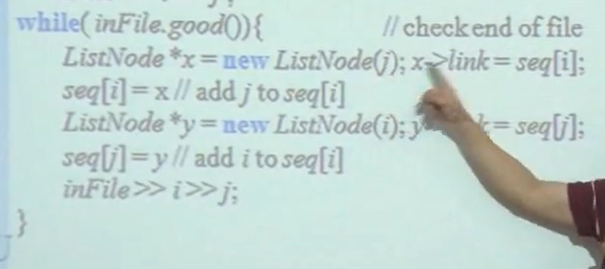 while( inFile.good()){ // check end of file
ListNode *x = new ListNode(j); x->link = seq[i];
seq[i] = x // add j to seq[i]
ListNode *y = new ListNode(i); = seq[j];
seq[j] = y // add i to seq[i]
inFile >> i >> j;
}